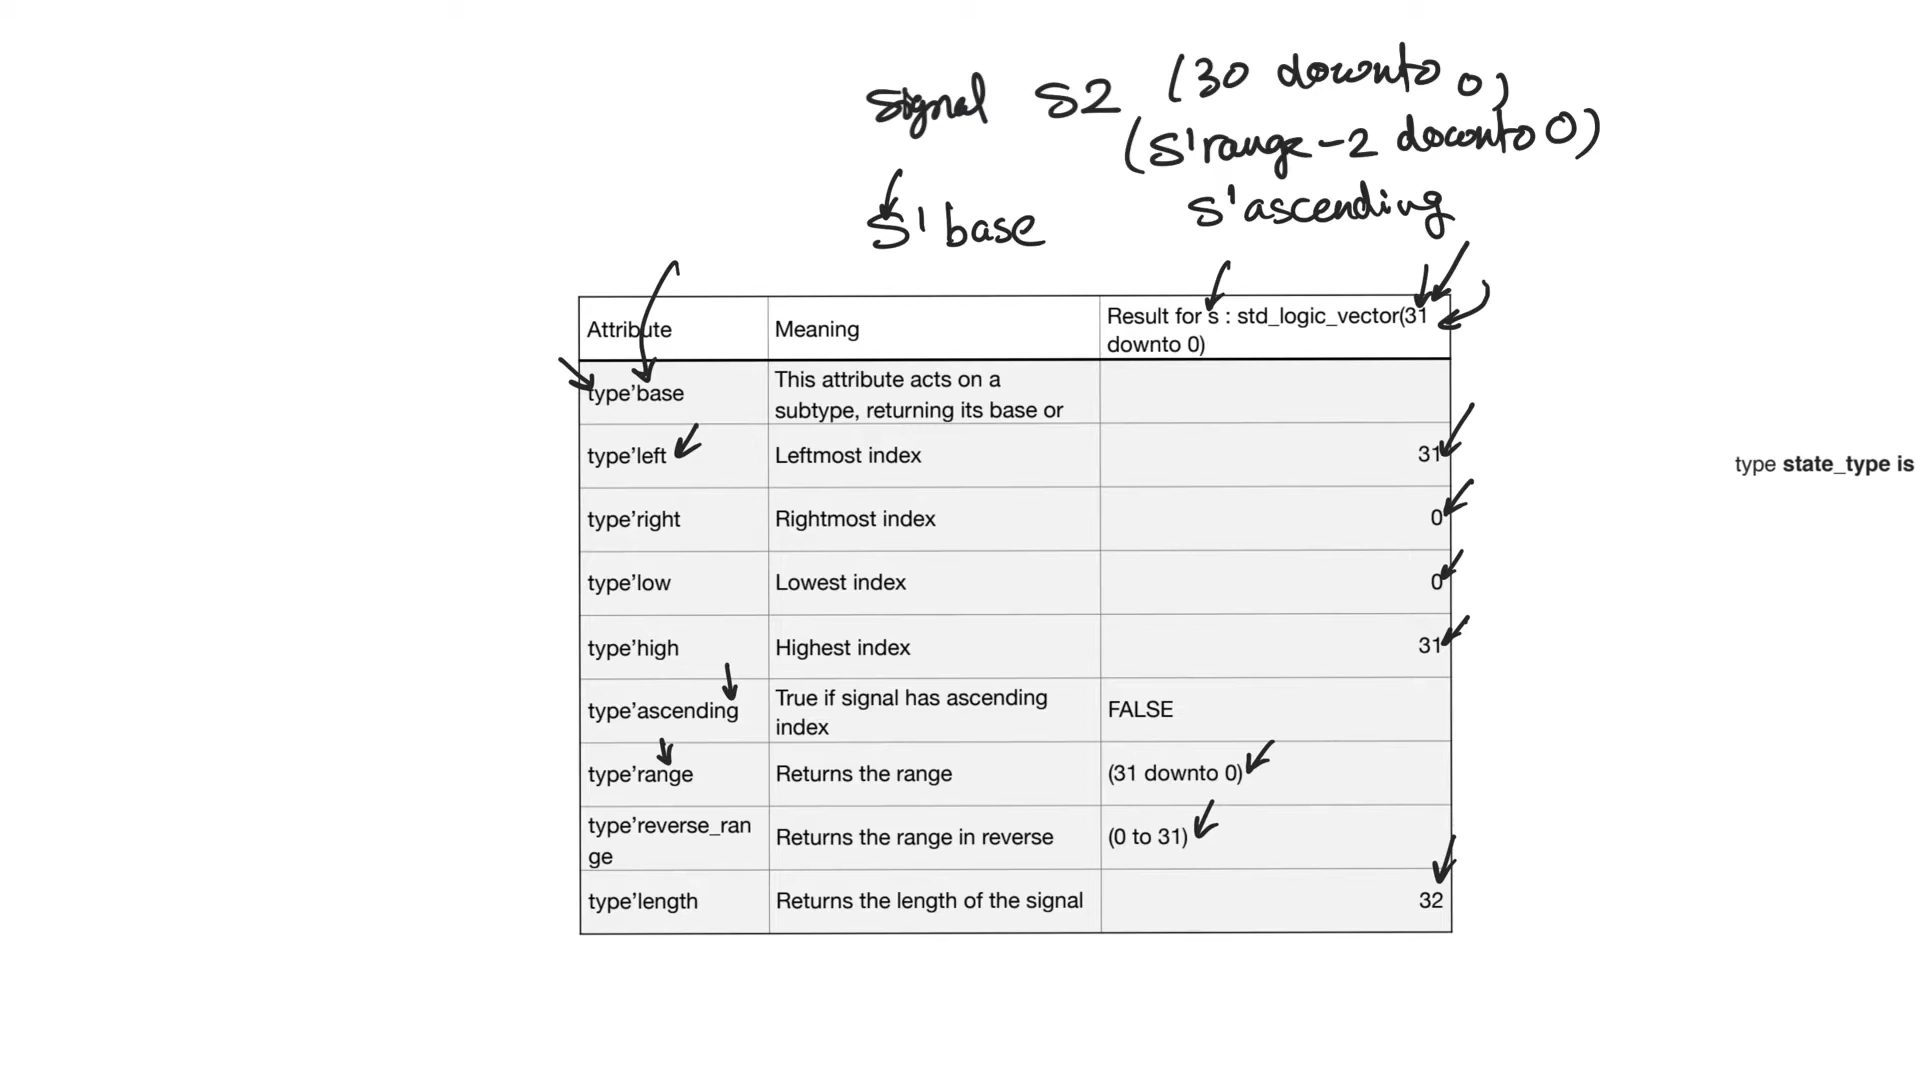 signal s2 (30 downto 0)
(s'range-2 downto 0)
s'base
s'ascending
Attribute
Meaning
Result for s : std_logic_vector(31
downto 0)
type’base
This attribute acts on a
subtype, returning its base or
type’left
Leftmost index
31
type’right
Rightmost index
0
type’low
Lowest index
0
type’high
Highest index
31
type’ascending
True if signal has ascending
index
FALSE
type’range
Returns the range
(31 downto 0)
type’reverse_ran
ge
Returns the range in reverse
(0 to 31)
type’length
Returns the length of the signal
32
type state_type is